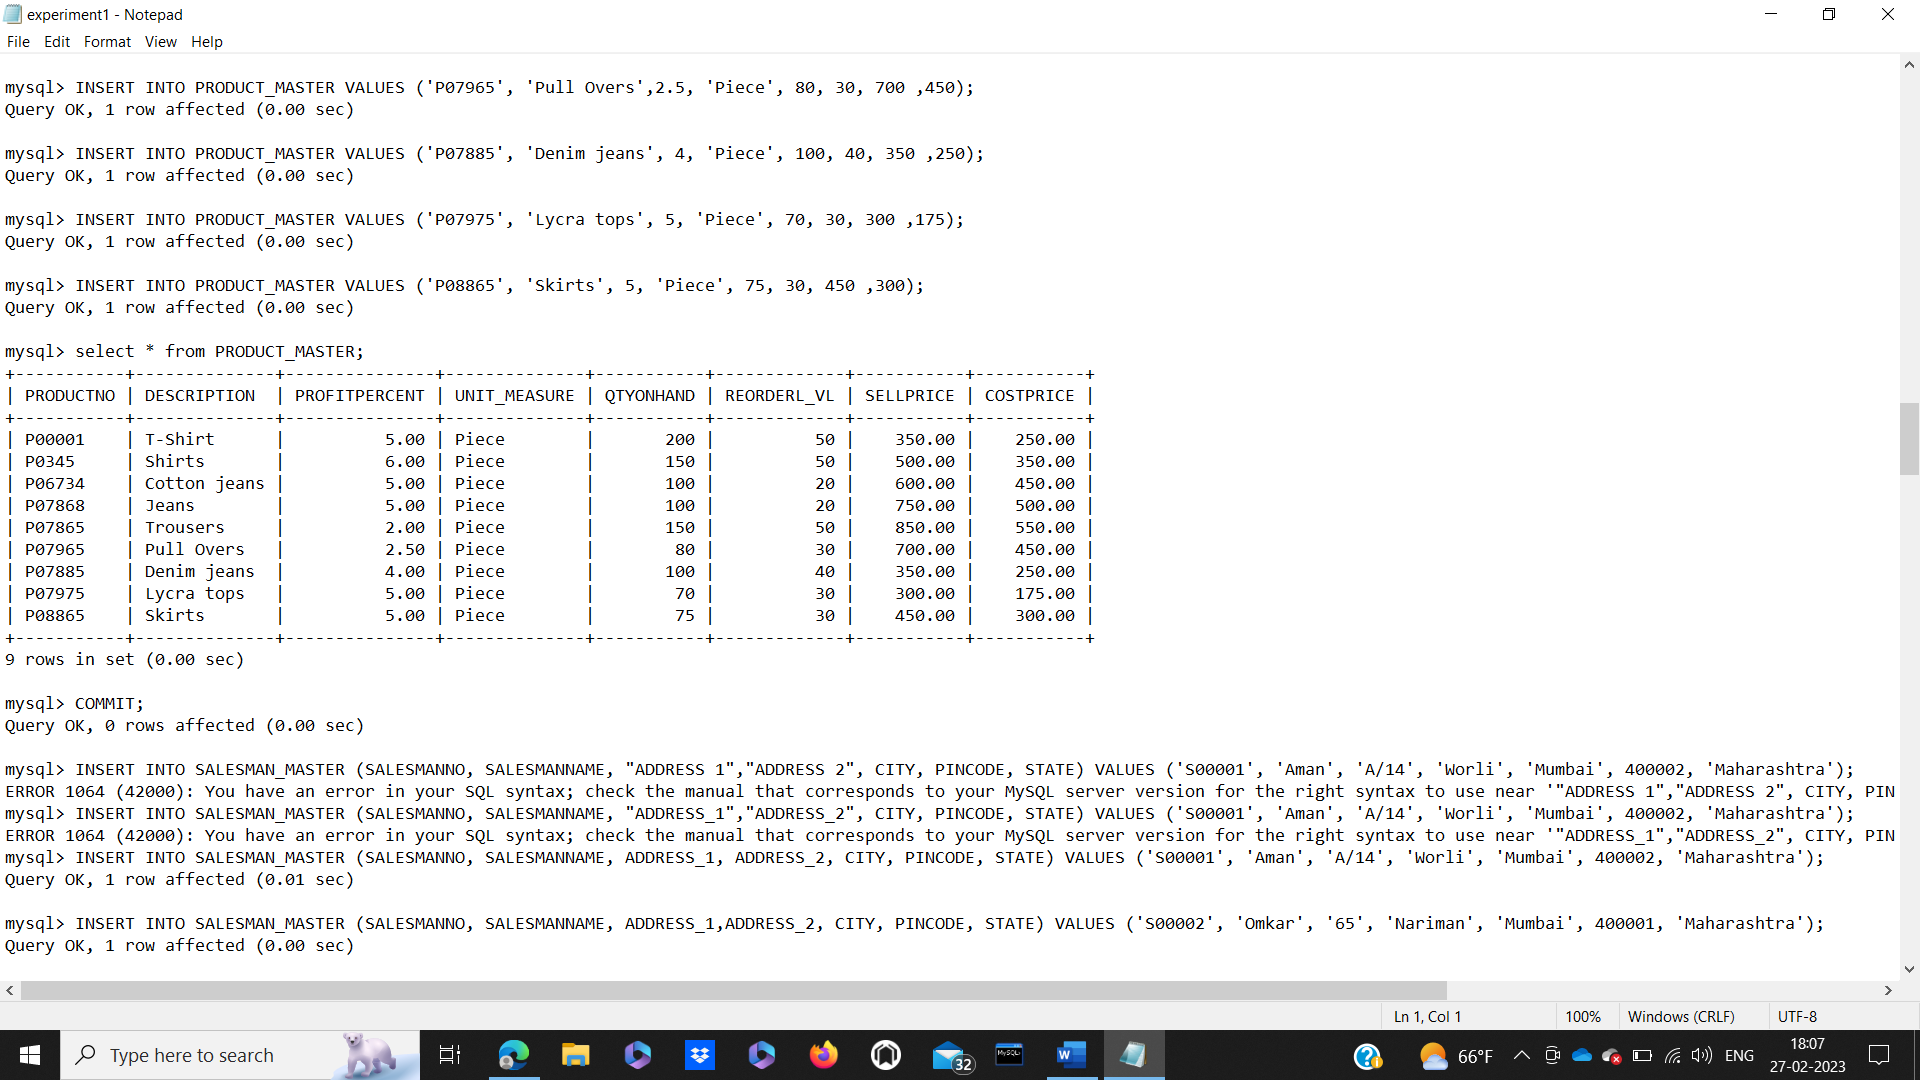 experiment1 - Notepad
File Edit Format View Help
mysql> INSERT INTO PRODUCT_MASTER VALUES ('P07965', 'Pull Overs',2.5, 'Piece', 80, 30, 700 ,450);
Query OK, 1 row affected (0.00 sec)
mysql> INSERT INTO PRODUCT_MASTER VALUES ('P07885', 'Denim jeans', 4, 'Piece', 100, 40, 350 ,250);
Query OK, 1 row affected (0.00 sec)
mysql> INSERT INTO PRODUCT_MASTER VALUES ('P07975', 'Lycra tops', 5, 'Piece', 70, 30, 300 ,175);
Query OK, 1 row affected (0.00 sec)
mysql> INSERT INTO PRODUCT_MASTER VALUES ('P08865', 'Skirts', 5, 'Piece', 75, 30, 450 ,300);
Query OK, 1 row affected (0.00 sec)
mysql> select * from PRODUCT_MASTER;
+-----------+--------------+---------------+--------------+-----------+-------------+-----------+-----------+
| PRODUCTNO | DESCRIPTION  | PROFITPERCENT | UNIT_MEASURE | QTYONHAND | REORDERL_VL | SELLPRICE | COSTPRICE |
+-----------+--------------+---------------+--------------+-----------+-------------+-----------+-----------+
| P00001    | T-Shirt      |          5.00 | Piece        |       200 |          50 |    350.00 |    250.00 |
| P0345     | Shirts       |          6.00 | Piece        |       150 |          50 |    500.00 |    350.00 |
| P06734    | Cotton jeans |          5.00 | Piece        |       100 |          20 |    600.00 |    450.00 |
| P07868    | Jeans        |          5.00 | Piece        |       100 |          20 |    750.00 |    500.00 |
| P07865    | Trousers     |          2.00 | Piece        |       150 |          50 |    850.00 |    550.00 |
| P07965    | Pull Overs   |          2.50 | Piece        |        80 |          30 |    700.00 |    450.00 |
| P07885    | Denim jeans  |          4.00 | Piece        |       100 |          40 |    350.00 |    250.00 |
| P07975    | Lycra tops   |          5.00 | Piece        |        70 |          30 |    300.00 |    175.00 |
| P08865    | Skirts       |          5.00 | Piece        |        75 |          30 |    450.00 |    300.00 |
+-----------+--------------+---------------+--------------+-----------+-------------+-----------+-----------+
9 rows in set (0.00 sec)
mysql> COMMIT;
Query OK, 0 rows affected (0.00 sec)
mysql> INSERT INTO SALESMAN_MASTER (SALESMANNO, SALESMANNAME, "ADDRESS 1","ADDRESS 2", CITY, PINCODE, STATE) VALUES ('S00001', 'Aman', 'A/14', 'Worli', 'Mumbai', 400002, 'Maharashtra');
ERROR 1064 (42000): You have an error in your SQL syntax; check the manual that corresponds to your MySQL server version for the right syntax to use near '"ADDRESS 1","ADDRESS 2", CITY, PIN
mysql> INSERT INTO SALESMAN_MASTER (SALESMANNO, SALESMANNAME, "ADDRESS_1","ADDRESS_2", CITY, PINCODE, STATE) VALUES ('S00001', 'Aman', 'A/14', 'Worli', 'Mumbai', 400002, 'Maharashtra');
ERROR 1064 (42000): You have an error in your SQL syntax; check the manual that corresponds to your MySQL server version for the right syntax to use near '"ADDRESS_1","ADDRESS_2", CITY, PIN
mysql> INSERT INTO SALESMAN_MASTER (SALESMANNO, SALESMANNAME, ADDRESS_1, ADDRESS_2, CITY, PINCODE, STATE) VALUES ('S00001', 'Aman', 'A/14', 'Worli', 'Mumbai', 400002, 'Maharashtra');
Query OK, 1 row affected (0.01 sec)
mysql> INSERT INTO SALESMAN_MASTER (SALESMANNO, SALESMANNAME, ADDRESS_1,ADDRESS_2, CITY, PINCODE, STATE) VALUES ('S00002', 'Omkar', '65', 'Nariman', 'Mumbai', 400001, 'Maharashtra');
Query OK, 1 row affected (0.00 sec)
Ln 1, Col 1 100% Windows (CRLF) UTF-8
Type here to search 32 MySQL 66°F ENG 18:07
27-02-2023